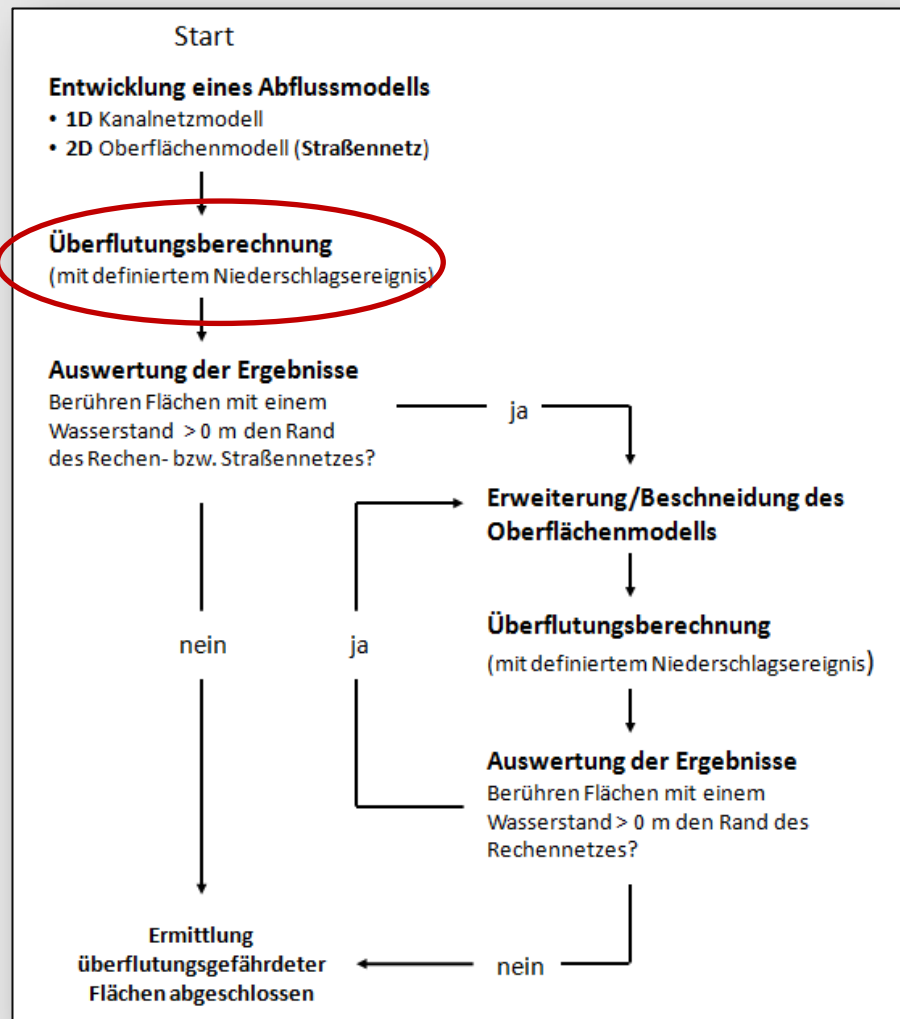 Start
Entwicklung eines Abflussmodells
• 1D Kanalnetzmodell
• 2D Oberflächenmodell (Straßennetz)
Überflutungsberechnung
(mit definiertem Niederschlagsereignis)
Auswertung der Ergebnisse
Berühren Flächen mit einem
Wasserstand >0 m den Rand
des Rechen- bzw. Straßennetzes?
ja
Erweiterung/Beschneidung des
Oberflächenmodells
Überflutungsberechnung
(mit definiertem Niederschlagsereignis)
nein
ja
Auswertung der Ergebnisse
Berühren Flächen mit einem
Wasserstand > 0 m den Rand des
Rechennetzes?
nein
Ermittlung
überflutungsgefährdeter
Flächen abgeschlossen